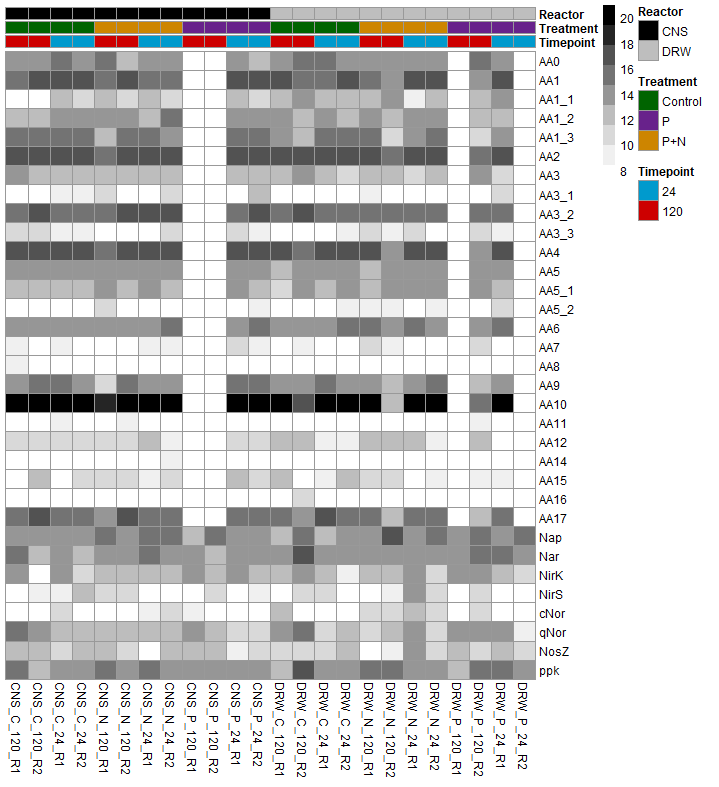 Reactor
Treatment
Timepoint
AA0
AA1
AA1_1
AA1_2
AA1_3
AA2
AA3
AA3_1
AA3_2
AA3_3
AA4
AA5
AA5_1
AA5_2
AA6
AA7
AA8
AA9
AA10
AA11
AA12
AA14
AA15
AA16
AA17
Nap
Nar
NirK
NirS
cNor
qNor
NosZ
ppk
CNS_C_120_R1
CNS_C_120_R2
CNS_C_24_R1
CNS_C_24_R2
CNS_N_120_R1
CNS_N_120_R2
CNS_N_24_R1
CNS_N_24_R2
CNS_P_120_R1
CNS_P_120_R2
CNS_P_24_R1
CNS_P_24_R2
DRW_C_120_R1
DRW_C_120_R2
DRW_C_24_R1
DRW_C_24_R2
DRW_N_120_R1
DRW_N_120_R2
DRW_N_24_R1
DRW_N_24_R2
DRW_P_120_R1
DRW_P_120_R2
DRW_P_24_R1
DRW_P_24_R2
20
18
16
14
12
10
8
Reactor
CNS
DRW
Treatment
Control
P
P+N
Timepoint
24
120